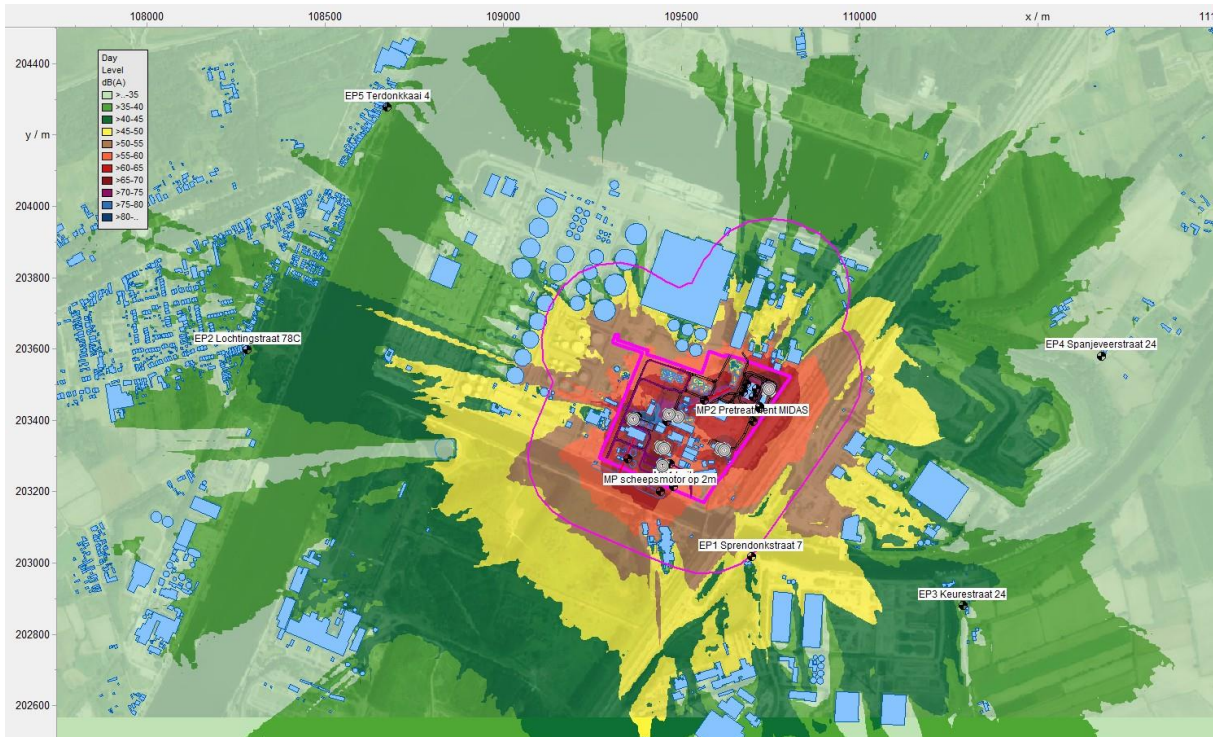 108000 108500 109000 109500 110000 x / m 111
204400
y / m
204000
203800
203600
203400
203200
203000
202800
202600
Day
Level
dB(A)
>..-35
>35-40
>40-45
>45-50
>50-55
>55-60
>60-65
>65-70
>70-75
>75-80
>80-..
EP5 Terdonkkaai 4
EP2 Lochtingstraat 78C
EP4 Spanjeveerstraat 24
MP2 Pretreatment MIDAS
MP scheepsmotor op 2m
EP1 Sprendonkstraat 7
EP3 Keurestraat 24